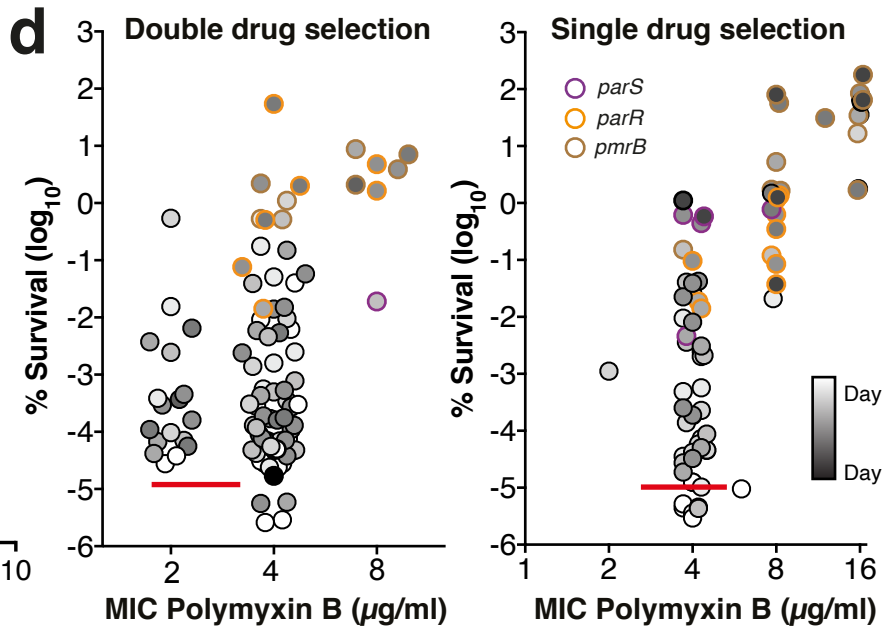 d
Double drug selection
Single drug selection
3
2
1
0
-1
-2
-3
-4
-5
-6
% Survival (log10)
2
4
8
MIC Polymyxin B (µg/ml)
10
3
2
1
0
-1
-2
-3
-4
-5
-6
% Survival (log10)
parS
parR
pmrB
Day
Day
1
2
4
8
16
MIC Polymyxin B (µg/ml)